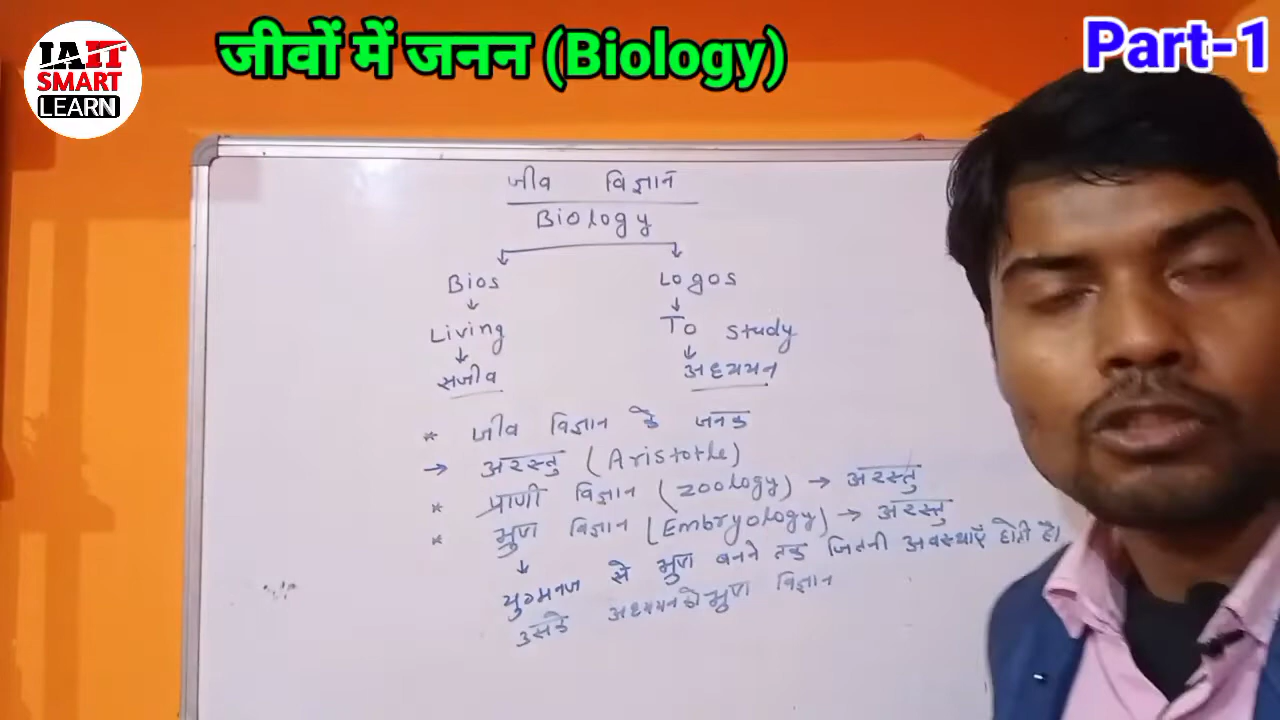 IAIT
SMART
LEARN
जीवों में जनन (Biology)
Part-1
जीव विज्ञान
Biology
Bios Logos
Living To study
सजीव अध्ययन
* जीव विज्ञान के जनक
→ अरस्तु (Aristotle)
* प्राणी विज्ञान (Zoology) → अरस्तु
* भ्रुण विज्ञान (Embryology) → अरस्तु
युग्मनज से भ्रुण बनने तक जितनी अवस्थाएँ होती है।
उसके अध्ययन को भ्रुण विज्ञान